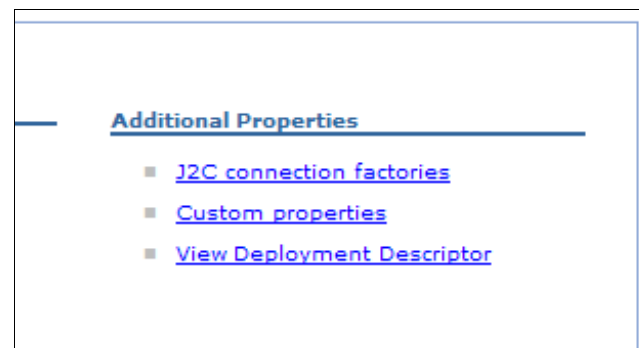 Additional Properties
J2C connection factories
Custom properties
View Deployment Descriptor